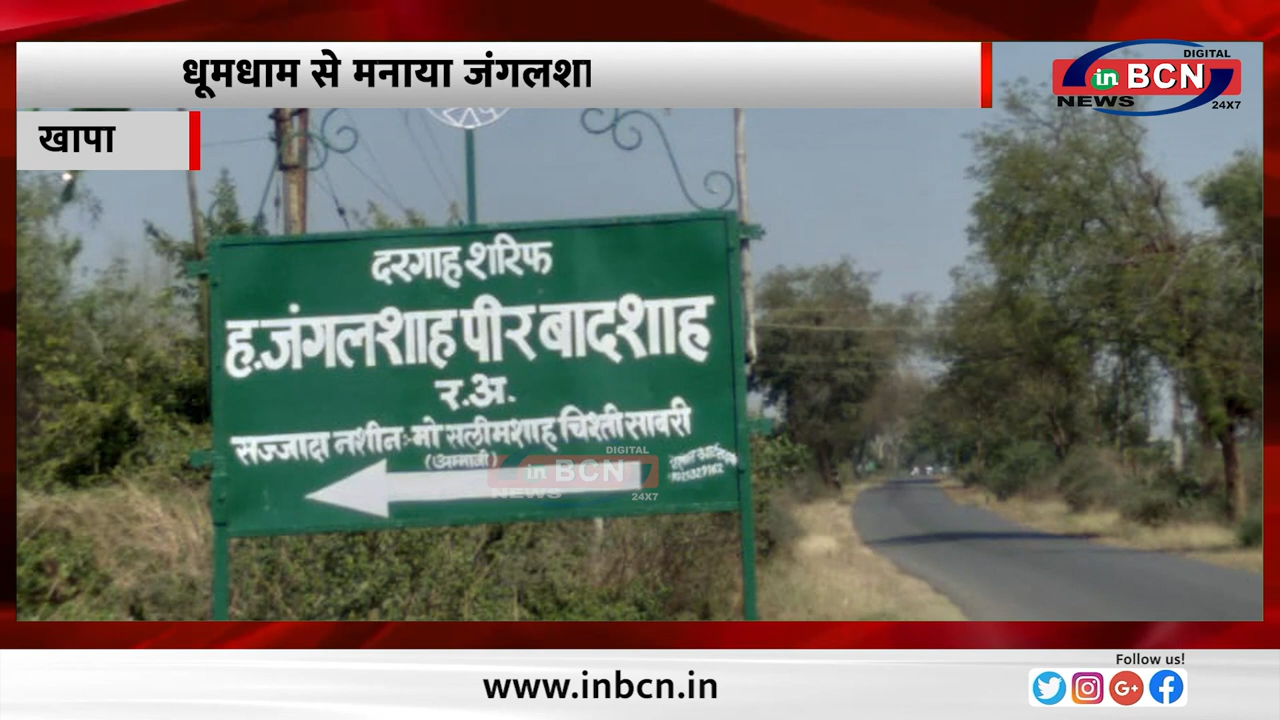 धूमधाम से मनाया जंगलशा
DIGITAL
in BCN
NEWS 24X7
खापा
दरगाह शरिफ
ह.जंगलशाह पीर बादशाह
र.अ.
सज्जादा नशीन :- मो सलीमशाह चिश्ती साबरी
(अम्माजी)
DIGITAL
in BCN
NEWS 24X7
Follow us!
www.inbcn.in